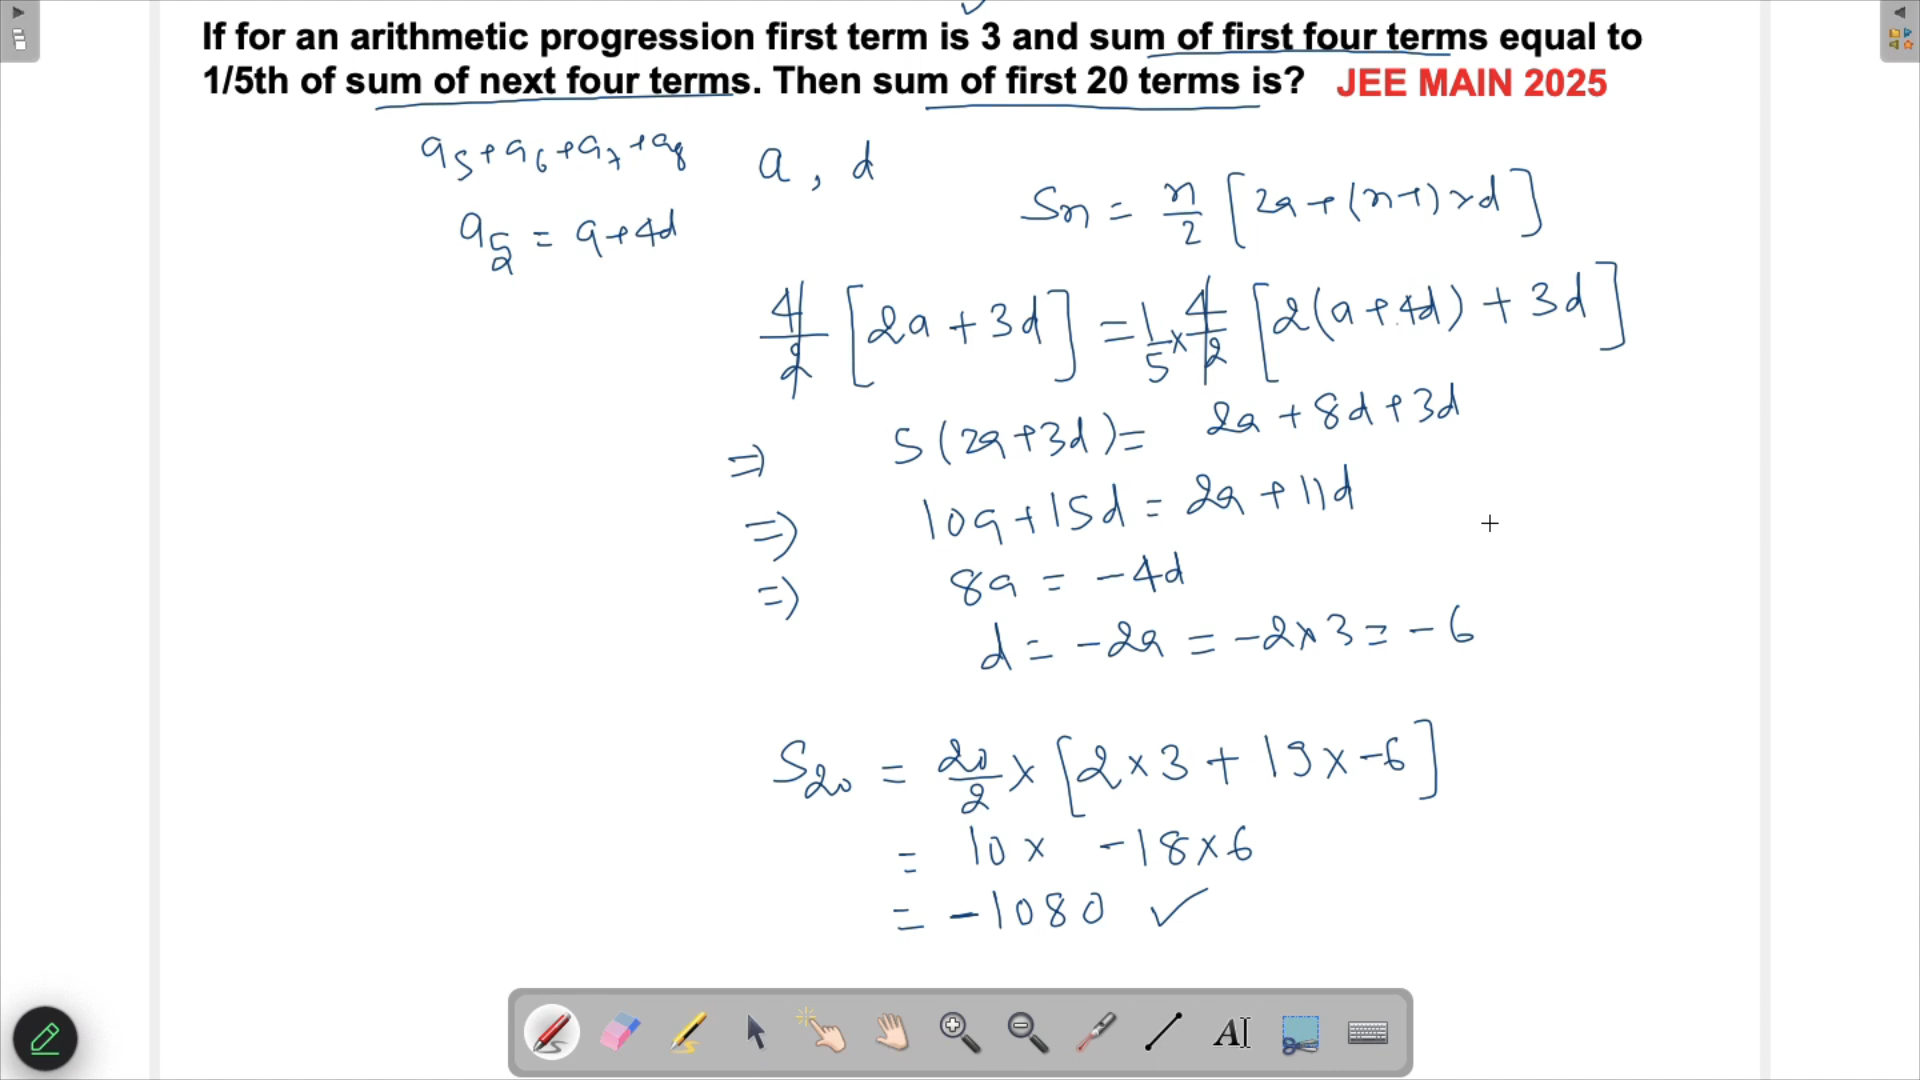 If for an arithmetic progression first term is 3 and sum of first four terms equal to
1/5th of sum of next four terms. Then sum of first 20 terms is? JEE MAIN 2025
a5+a6+a7+a8 a, d
Sn = n/2 [2a+(n-1)×d]
a5 = a+4d
4/2 [2a+3d] = 1/5 × 4/2 [2(a+4d)+3d]
=> 5(2a+3d) = 2a+8d+3d
=> 10a+15d = 2a+11d
=> 8a = -4d
d = -2a = -2×3 = -6
S20 = 20/2 × [2×3+19×-6]
= 10× -18×6
= -1080 ✓
AI